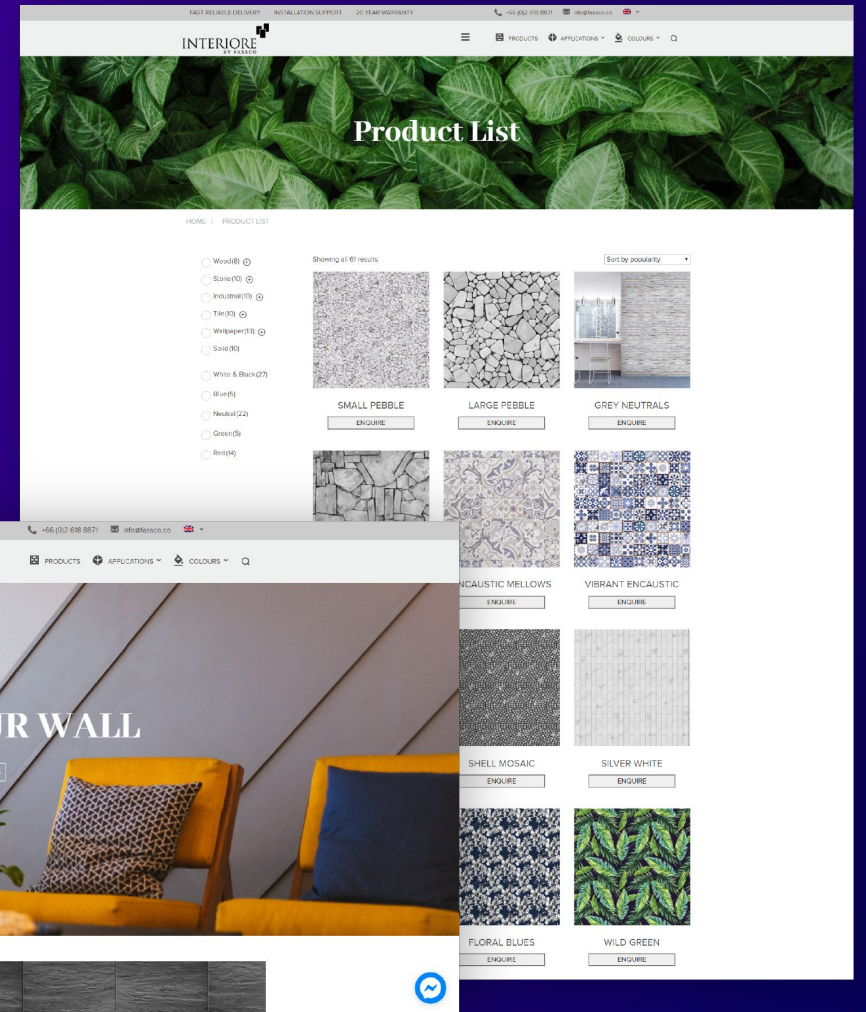 FAST RELIABLE DELIVERY INSTALLATION SUPPORT 20 YEAR WARRANTY +66 (0)2 618 8871 info@fassco.co
INTERIORE
BY FASSCO
PRODUCTS APPLICATIONS COLOURS
Product List
HOME / PRODUCT LIST
Wood(8)
Stone(10)
Industrial(10)
Tile(10)
Wallpaper(13)
Solid(10)
White & Black(27)
Blue(5)
Neutral(22)
Green(5)
Red(14)
Showing all 61 results
Sort by popularity
SMALL PEBBLE LARGE PEBBLE GREY NEUTRALS
ENQUIRE ENQUIRE ENQUIRE
NCAUSTIC MELLOWS VIBRANT ENCAUSTIC
ENQUIRE ENQUIRE
SHELL MOSAIC SILVER WHITE
ENQUIRE ENQUIRE
FLORAL BLUES WILD GREEN
ENQUIRE ENQUIRE
+66 (0)2 618 8871 info@fassco.co
PRODUCTS APPLICATIONS COLOURS
UR WALL